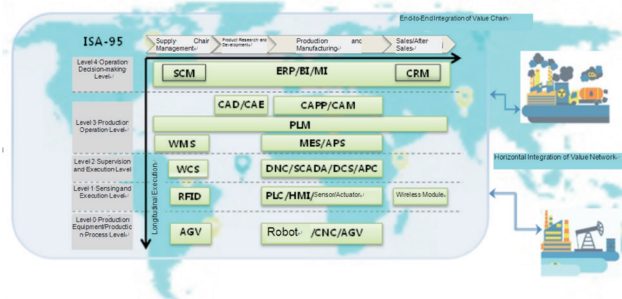 End-to-End Integration of Value Chain
ISA-95
Supply Chain
Management
Product Research and
Development
Production and
Manufacturing
Sales/After
Sales
Level 4 Operation
Decision-making
Level
SCM
ERP/BI/MI
CRM
CAD/CAE
CAPP/CAM
Level 3 Production
Operation Level
PLM
WMS
MES/APS
Level 2 Supervision
and Execution Level
WCS
DNC/SCADA/DCS/APC
Horizontal Integration of Value Network
Level 1 Sensing and
Execution Level
RFID
PLC/HMI/Sensor/Actuator
Wireless Module
Longitudinal Execution
Level 0 Production
Equipment/Productio
n Process Level
AGV
Robot /CNC/AGV